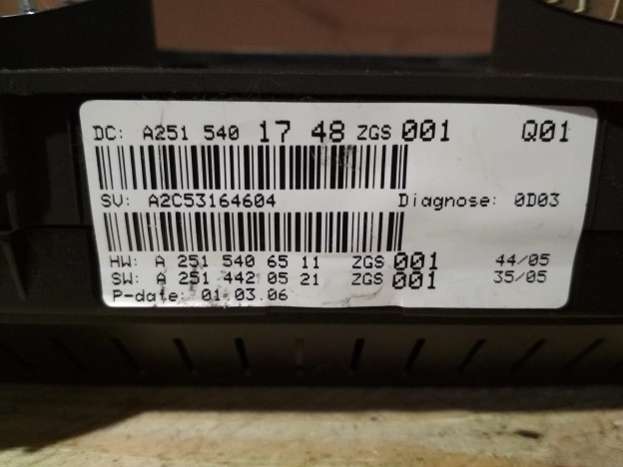 DC: A251 540 17 48 ZGS 001 Q01
SV: A2C53164604 Diagnose: 0D03
HW: A 251 540 65 11 ZGS 001 44/05
SW: A 251 442 05 21 ZGS 001 35/05
P-date: 01.03.06